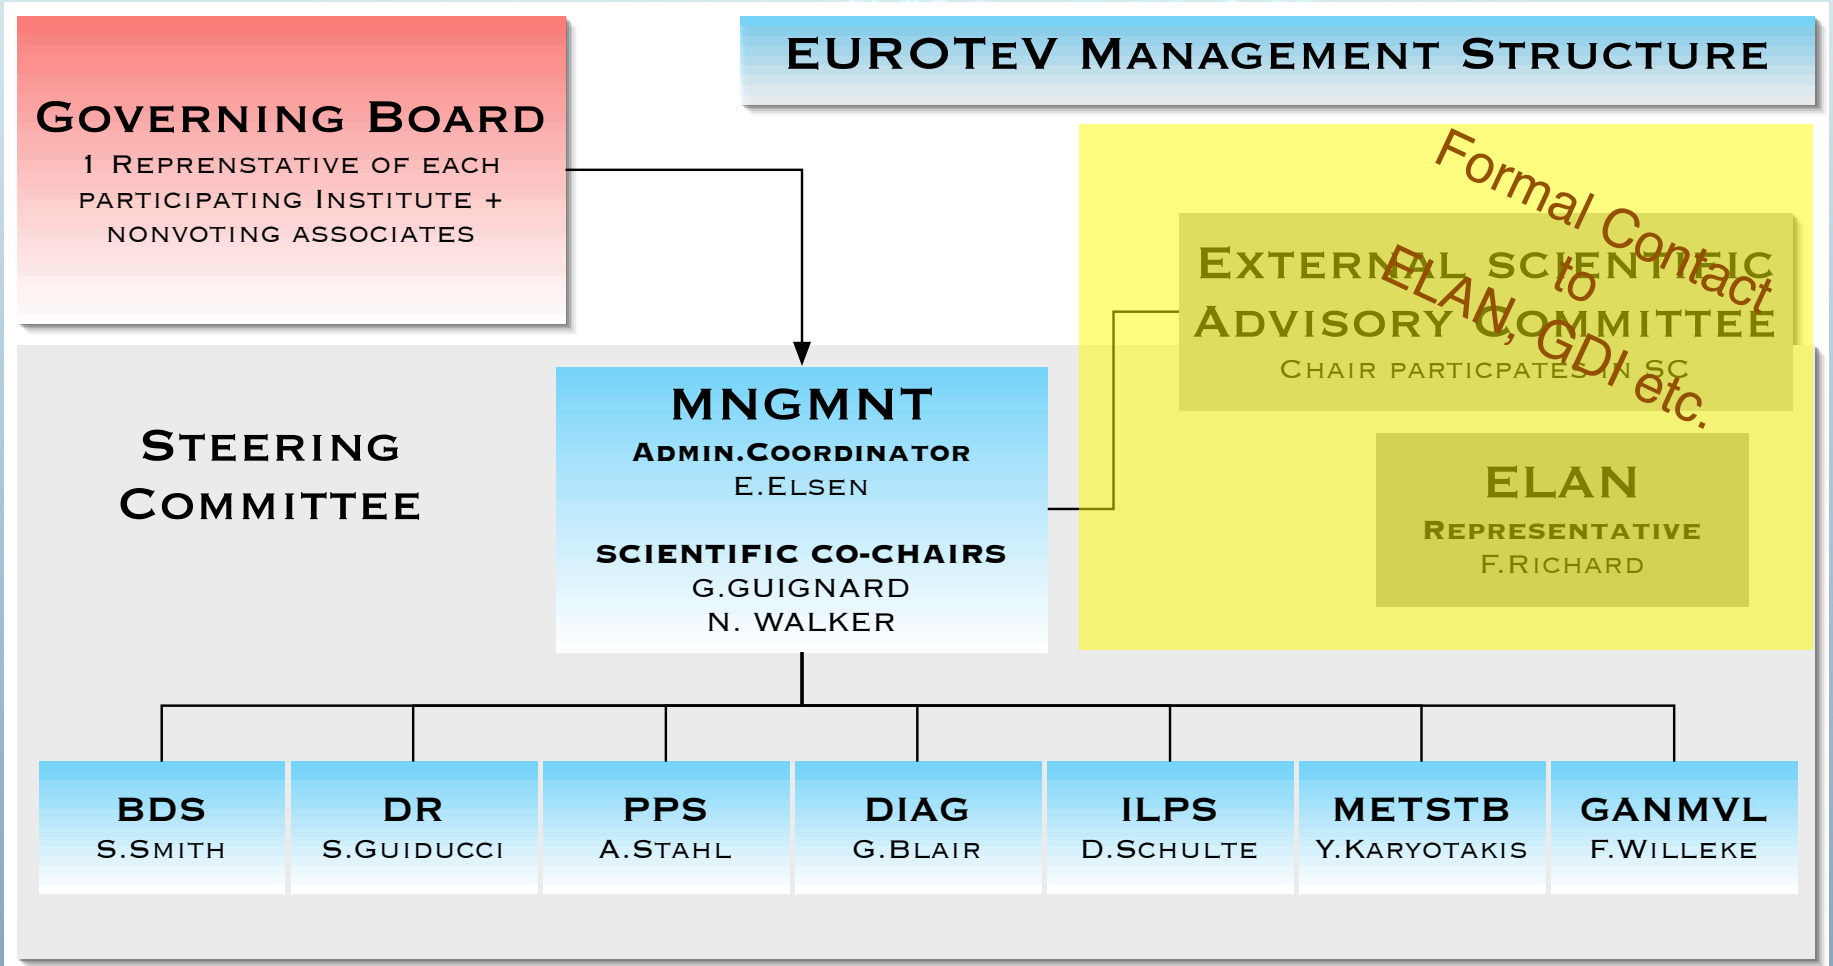 EUROTeV Management Structure
Governing Board
1 Reprenstative of each
participating Institute +
nonvoting associates
Formal Contact
to
ELAN, GDI etc.
External scientific
Advisory Committee
Chair particpates in SC
ELAN
Representative
F.Richard
Steering
Committee
MNGMNT
Admin.Coordinator
E.Elsen
scientific co-chairs
G.GUIGNARD
N. WALKER
BDS
S.Smith
DR
S.Guiducci
PPS
A.Stahl
DIAG
G.Blair
ILPS
D.Schulte
METSTB
Y.Karyotakis
GANMVL
F.Willeke